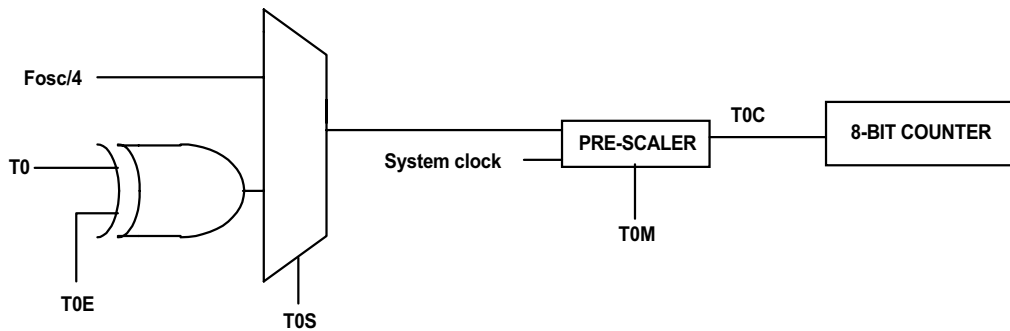 Fosc/4
T0
T0E
T0S
System clock
PRE-SCALER
T0M
T0C
8-BIT COUNTER